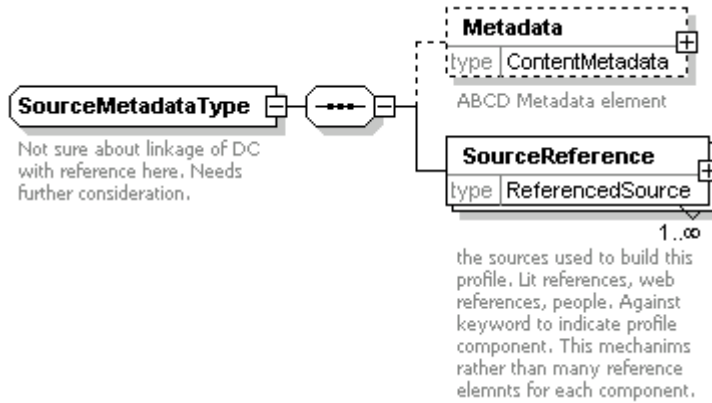 Metadata
type ContentMetadata
ABCD Metadata element
SourceMetadataType
Not sure about linkage of DC
with reference here. Needs
further consideration.
SourceReference
type ReferencedSource
1..∞
the sources used to build this
profile. Lit references, web
references, people. Against
keyword to indicate profile
component. This mechanims
rather than many reference
elemnts for each component.